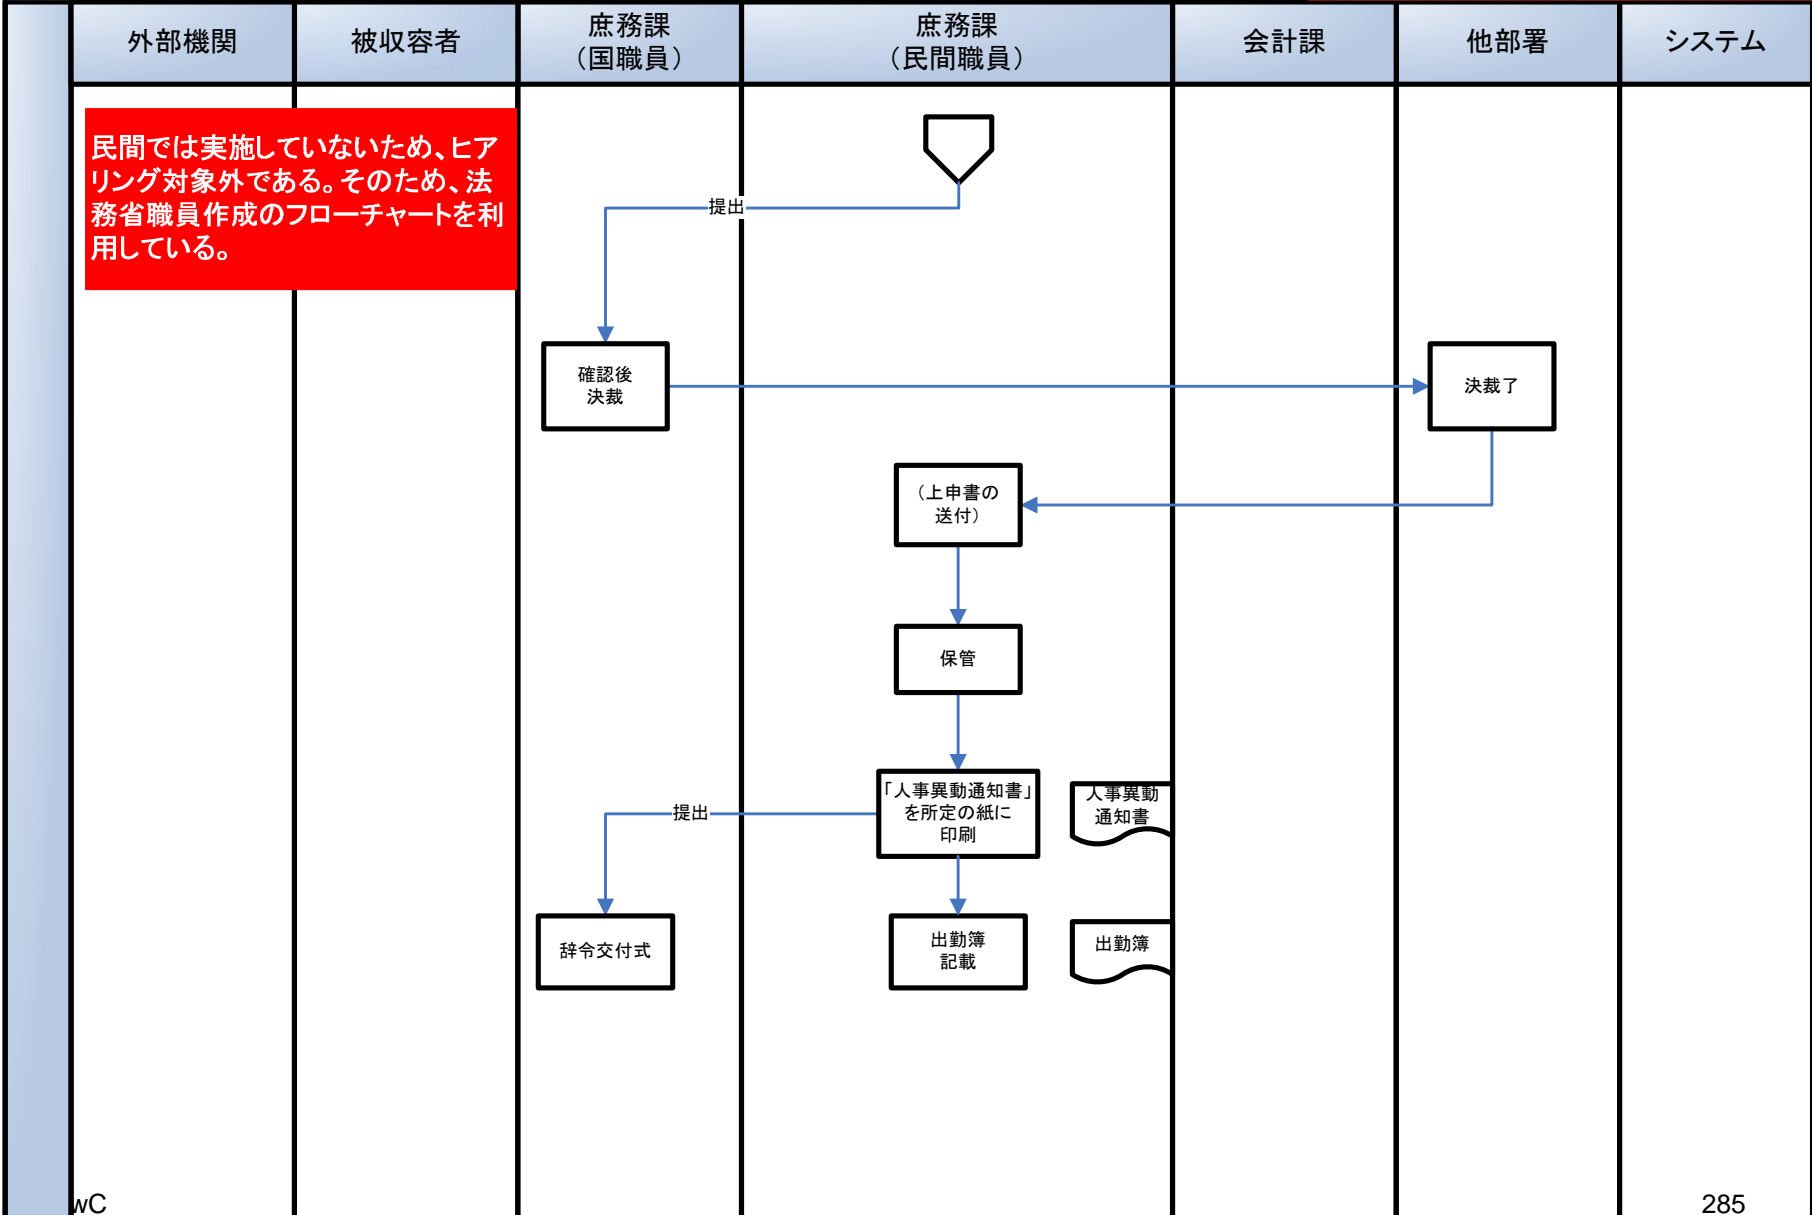 外部機関
被収容者
庶務課
（国職員）
庶務課
（民間職員）
会計課
他部署
システム
民間では実施していないため、ヒア
リング対象外である。そのため、法
務省職員作成のフローチャートを利
用している。
提出
確認後
決裁
決裁了
（上申書の
送付）
保管
「人事異動通知書」
を所定の紙に
印刷
人事異動
通知書
提出
辞令交付式
出勤簿
記載
出勤簿
wC
285